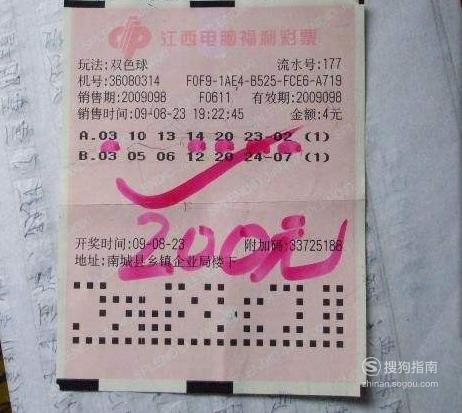 江西电脑福利彩票
玩法:双色球 流水号:177
机号:36080314 F0F9-1AE4-B525-FCE6-A719
销售期:2009098 F0611 有效期:2009098
销售时间:09-08-23 19:22:45 金额:4元
A.03 10 13 14 20 23-02 (1)
B.03 05 06 12 20 24-07 (1)
200元
开奖时间:09-08-23 附加码:33725188
地址:南城县乡镇企业局楼下
搜狗指南
zhinan.sogou.com